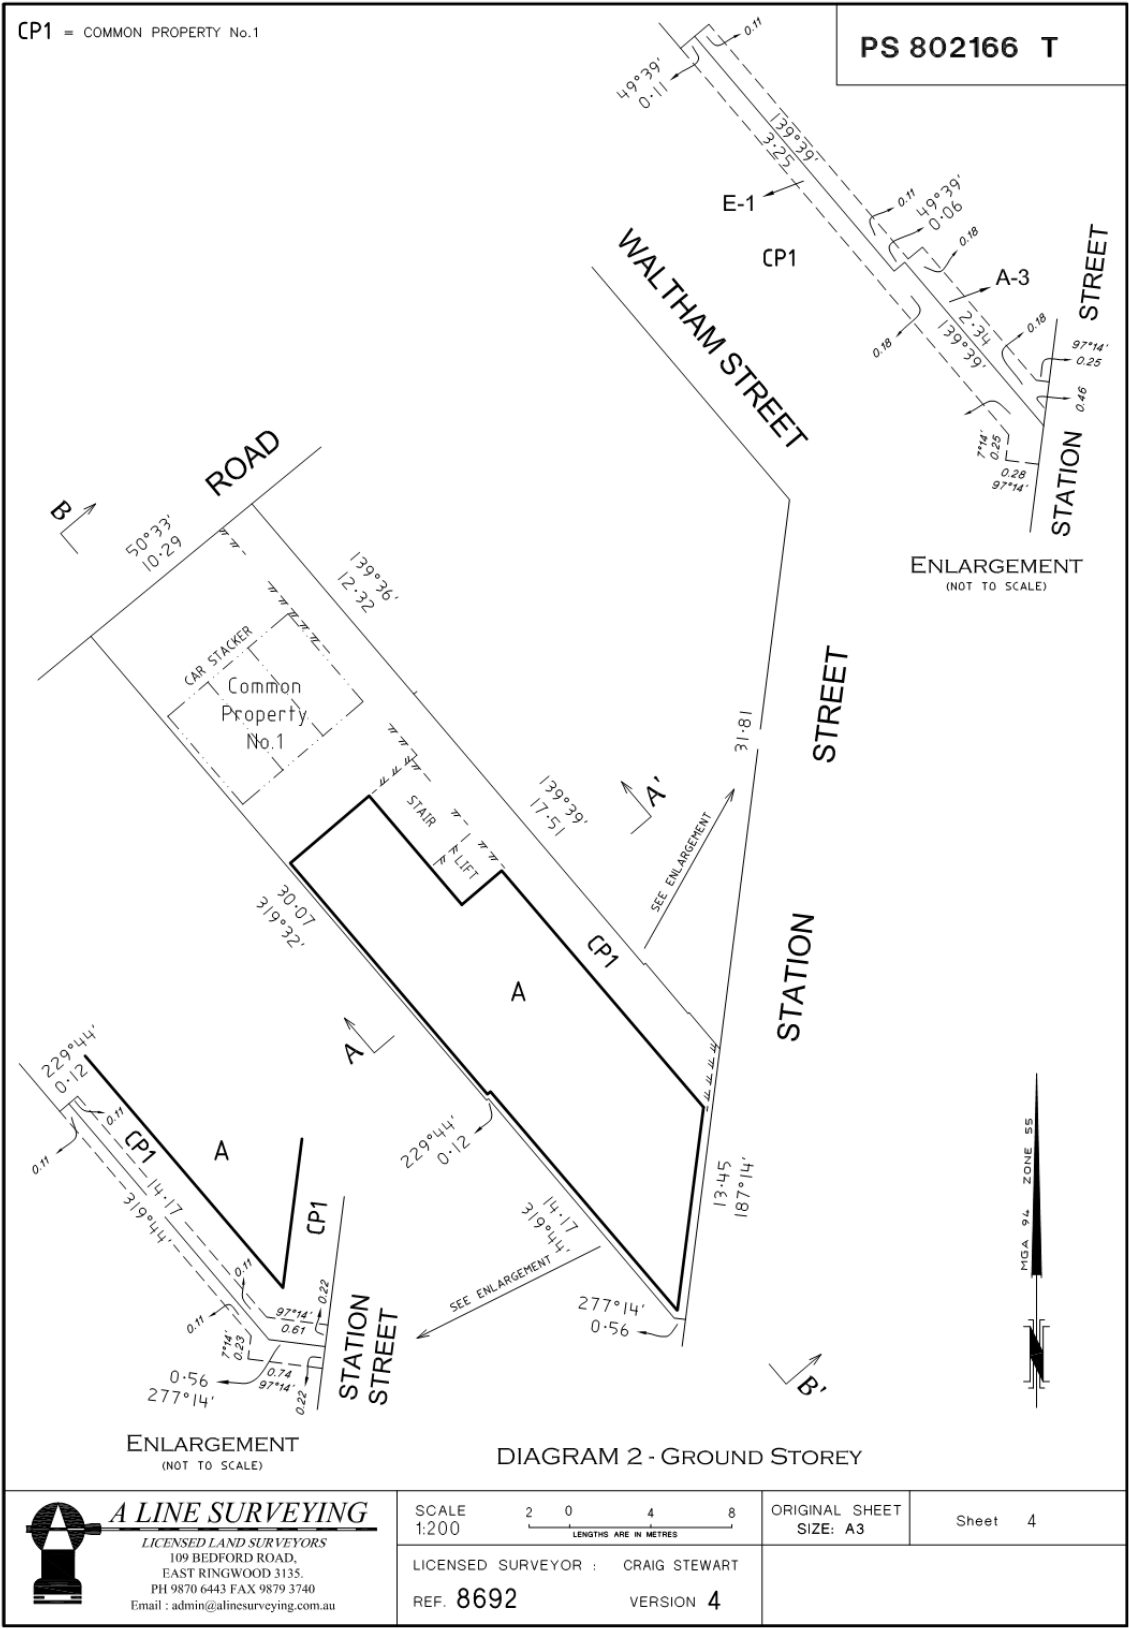 CP1 = COMMON PROPERTY No.1
PS 802166 T
0.11
49°39'
0·11
139°39'
3·25
E-1
0.11
49°39'
0·06
0.18
CP1
A-3
STREET
0.18
2·34
139°39'
0.18
97°14'
0.25
0.46
7°14'
0.25
0.28
97°14'
STATION
ENLARGEMENT
(NOT TO SCALE)
WALTHAM STREET
ROAD
B
50°33'
10·29
139°36'
12·32
CAR STACKER
Common
Property
No.1
STREET
31·81
STAIR
LIFT
139°39'
17·51
A'
SEE ENLARGEMENT
30·07
319°32'
CP1
A
STATION
A
229°44'
0·12
0.11
CP1
A
0.11
14·17
319°44'
CP1
0.11
0.22
97°14'
0.61
0.11
7°14'
0.23
0.74
97°14'
0.22
0·56
277°14'
STATION
STREET
ENLARGEMENT
(NOT TO SCALE)
229°44'
0·12
14·17
319°44'
SEE ENLARGEMENT
13·45
187°14'
277°14'
0·56
B'
MGA 94 ZONE 55
DIAGRAM 2 - GROUND STOREY
A LINE SURVEYING
LICENSED LAND SURVEYORS
109 BEDFORD ROAD,
EAST RINGWOOD 3135.
PH 9870 6443 FAX 9879 3740
Email : admin@alinesurveying.com.au
SCALE
1:200
2 0 4 8
LENGTHS ARE IN METRES
ORIGINAL SHEET
SIZE: A3
Sheet 4
LICENSED SURVEYOR : CRAIG STEWART
REF. 8692 VERSION 4